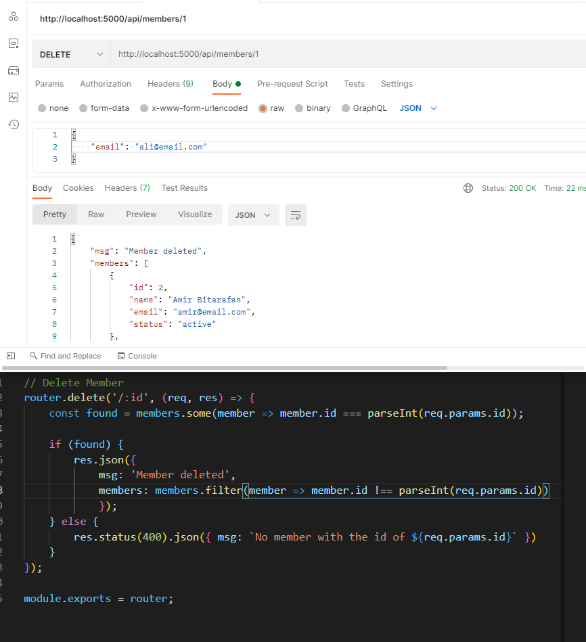 http://localhost:5000/api/members/1
DELETE http://localhost:5000/api/members/1
Params Authorization Headers (9) Body Pre-request Script Tests Settings
none form-data x-www-form-urlencoded raw binary GraphQL JSON
1 {
2 "email": "ali@email.com"
3 }
Body Cookies Headers (7) Test Results Status: 200 OK Time: 22 ms
Pretty Raw Preview Visualize JSON
1 {
2 "msg": "Member deleted",
3 "members": [
4 {
5 "id": 2,
6 "name": "Amir Bitarafan",
7 "email": "amir@email.com",
8 "status": "active"
9 },
Find and Replace Console
// Delete Member
router.delete('/:id', (req, res) => {
const found = members.some(member => member.id === parseInt(req.params.id));
if (found) {
res.json({
msg: 'Member deleted',
members: members.filter(member => member.id !== parseInt(req.params.id))
});
} else {
res.status(400).json({ msg: `No member with the id of ${req.params.id}` })
}
});
module.exports = router;